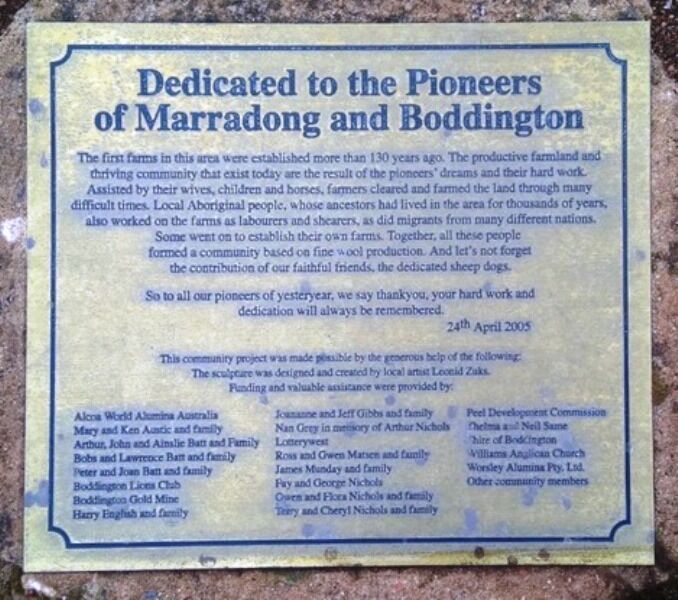 Dedicated to the Pioneers
of Marradong and Boddington
The first farms in this area were established more than 130 years ago. The productive farmland and
thriving community that exist today are the result of the pioneers' dreams and their hard work.
Assisted by their wives, children and horses, farmers cleared and farmed the land through many
difficult times. Local Aboriginal people, whose ancestors had lived in the area for thousands of years,
also worked on the farms as labourers and shearers, as did migrants from many different nations.
Some went on to establish their own farms. Together, all these people
formed a community based on fine wool production. And let's not forget
the contribution of our faithful friends, the dedicated sheep dogs.
So to all our pioneers of yesteryear, we say thankyou, your hard work and
dedication will always be remembered.
24th April 2005
This community project was made possible by the generous help of the following:
The sculpture was designed and created by local artist Leonid Zuks.
Funding and valuable assistance were provided by:
Alcoa World Alumina Australia
Mary and Ken Austic and family
Arthur, John and Ainslie Batt and Family
Bobs and Lawrence Batt and family
Peter and Joan Batt and family
Boddington Lions Club
Boddington Gold Mine
Harry English and family
Joananne and Jeff Gibbs and family
Nan Grey in memory of Arthur Nichols
Lotterywest
Ross and Gwen Matsen and family
James Munday and family
Fay and George Nichols
Owen and Flora Nichols and family
Terry and Cheryl Nichols and family
Peel Development Commission
Thelma and Neil Same
Shire of Boddington
Williams Anglican Church
Worsley Alumina Pty. Ltd.
Other community members